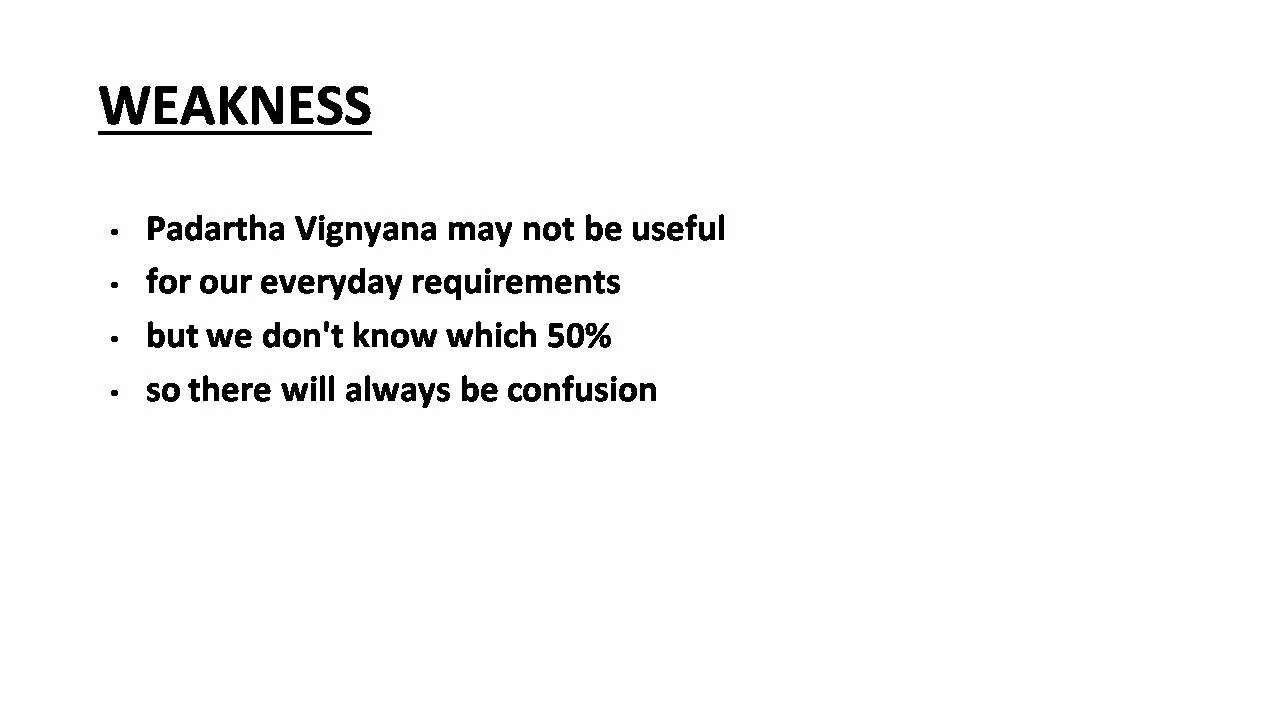 WEAKNESS
• Padartha Vignyana may not be useful
• for our everyday requirements
• but we don't know which 50%
• so there will always be confusion